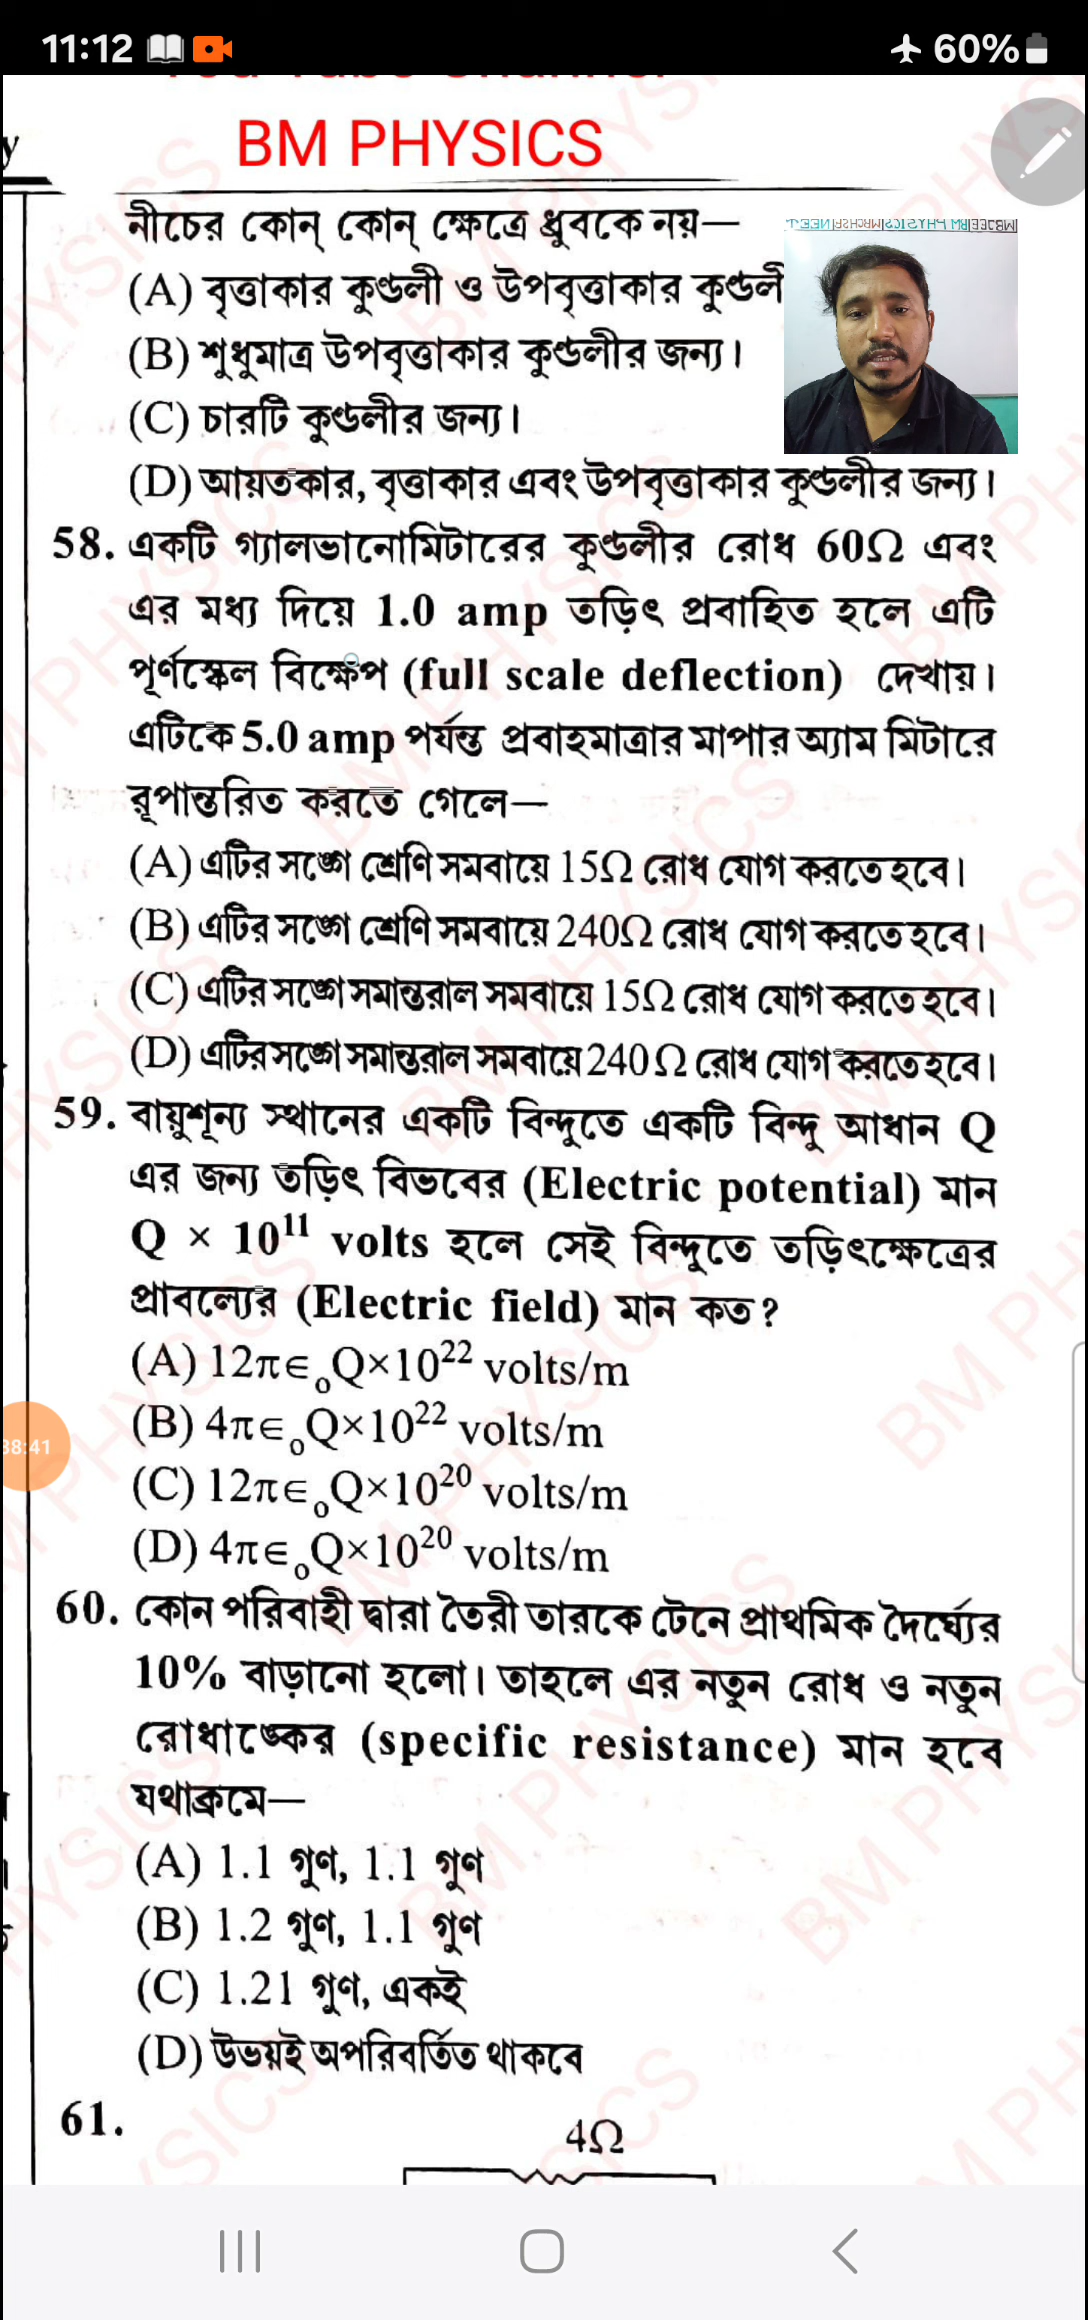 11:12
60%
BM PHYSICS
নীচের কোন্ কোন্ ক্ষেত্রে ধ্রুবকে নয়—
(A) বৃত্তাকার কুণ্ডলী ও উপবৃত্তাকার কুণ্ডলী
(B) শুধুমাত্র উপবৃত্তাকার কুণ্ডলীর জন্য।
(C) চারটি কুণ্ডলীর জন্য।
(D) আয়তকার, বৃত্তাকার এবং উপবৃত্তাকার কুণ্ডলীর জন্য।
58. একটি গ্যালভানোমিটারের কুণ্ডলীর রোধ 60Ω এবং
এর মধ্য দিয়ে 1.0 amp তড়িৎ প্রবাহিত হলে এটি
পূর্ণস্কেল বিক্ষেপ (full scale deflection) দেখায়।
এটিকে 5.0 amp পর্যন্ত প্রবাহমাত্রার মাপার অ্যাম মিটারে
রূপান্তরিত করতে গেলে—
(A) এটির সঙ্গে শ্রেণি সমবায়ে 15Ω রোধ যোগ করতে হবে।
(B) এটির সঙ্গে শ্রেণি সমবায়ে 240Ω রোধ যোগ করতে হবে।
(C) এটির সঙ্গে সমান্তরাল সমবায়ে 15Ω রোধ যোগ করতে হবে।
(D) এটির সঙ্গে সমান্তরাল সমবায়ে 240 Ω রোধ যোগ করতে হবে।
59. বায়ুশূন্য স্থানের একটি বিন্দুতে একটি বিন্দু আধান Q
এর জন্য তড়িৎ বিভবের (Electric potential) মান
Q × 10¹¹ volts হলে সেই বিন্দুতে তড়িৎক্ষেত্রের
প্রাবল্যের (Electric field) মান কত?
(A) 12π∈₀Q×10²² volts/m
(B) 4π∈₀Q×10²² volts/m
(C) 12π∈₀Q×10²⁰ volts/m
(D) 4π∈₀Q×10²⁰ volts/m
38:41
60. কোন পরিবাহী দ্বারা তৈরী তারকে টেনে প্রাথমিক দৈর্ঘ্যের
10% বাড়ানো হলো। তাহলে এর নতুন রোধ ও নতুন
রোধাঙ্কের (specific resistance) মান হবে
যথাক্রমে—
(A) 1.1 গুণ, 1.1 গুণ
(B) 1.2 গুণ, 1.1 গুণ
(C) 1.21 গুণ, একই
(D) উভয়ই অপরিবর্তিত থাকবে
61.
4Ω